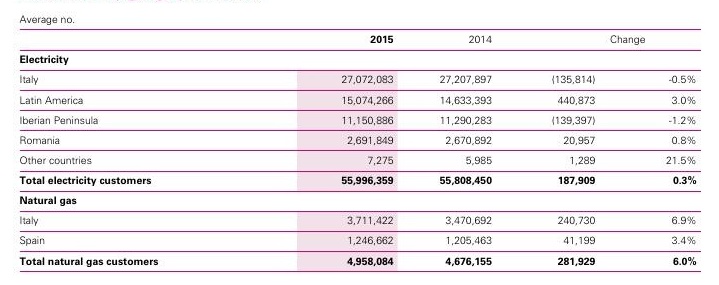 Average no.
2015 2014 Change
Electricity
Italy 27,072,083 27,207,897 (135,814) -0.5%
Latin America 15,074,266 14,633,393 440,873 3.0%
Iberian Peninsula 11,150,886 11,290,283 (139,397) -1.2%
Romania 2,691,849 2,670,892 20,957 0.8%
Other countries 7,275 5,985 1,289 21.5%
Total electricity customers 55,996,359 55,808,450 187,909 0.3%
Natural gas
Italy 3,711,422 3,470,692 240,730 6.9%
Spain 1,246,662 1,205,463 41,199 3.4%
Total natural gas customers 4,958,084 4,676,155 281,929 6.0%